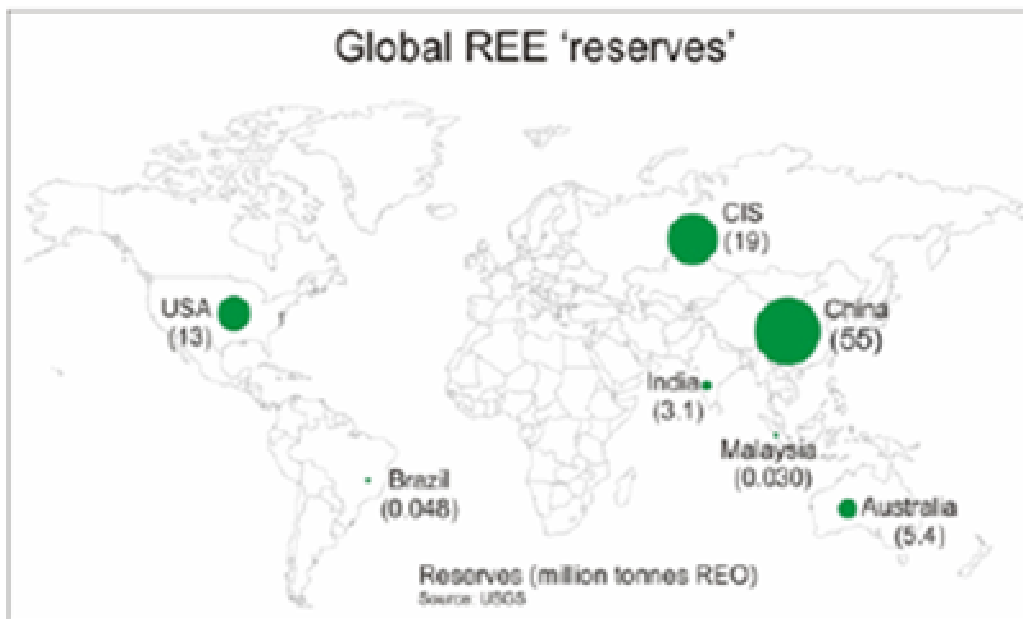 Global REE 'reserves'
CIS
(19)
USA
(13)
China
(55)
India
(3.1)
Malaysia
(0.030)
Brazil
(0.048)
Australia
(5.4)
Reserves (million tonnes REO)
Source: USGS